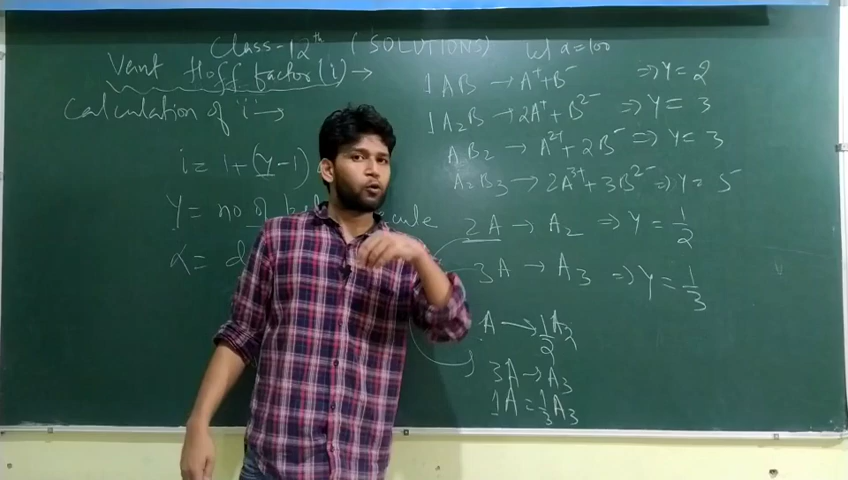 Class-12th (SOLUTIONS)
Vant Hoff factor (i) →
Calculation of "i" →
i = 1 + (y - 1)
y = no of
α = d
w α = 100
1 AB → A⁺ + B⁻ ⇒ Y = 2
1 A₂B → 2A⁺ + B²⁻ ⇒ Y = 3
AB₂ → A²⁺ + 2B⁻ ⇒ Y = 3
A₂B₃ → 2A³⁺ + 3B²⁻ ⇒ Y = 5
2A → A₂ ⇒ Y = 1/2
3A → A₃ ⇒ Y = 1/3
A → 1/2 A₂
3A → A₃
1A = 1/3 A₃